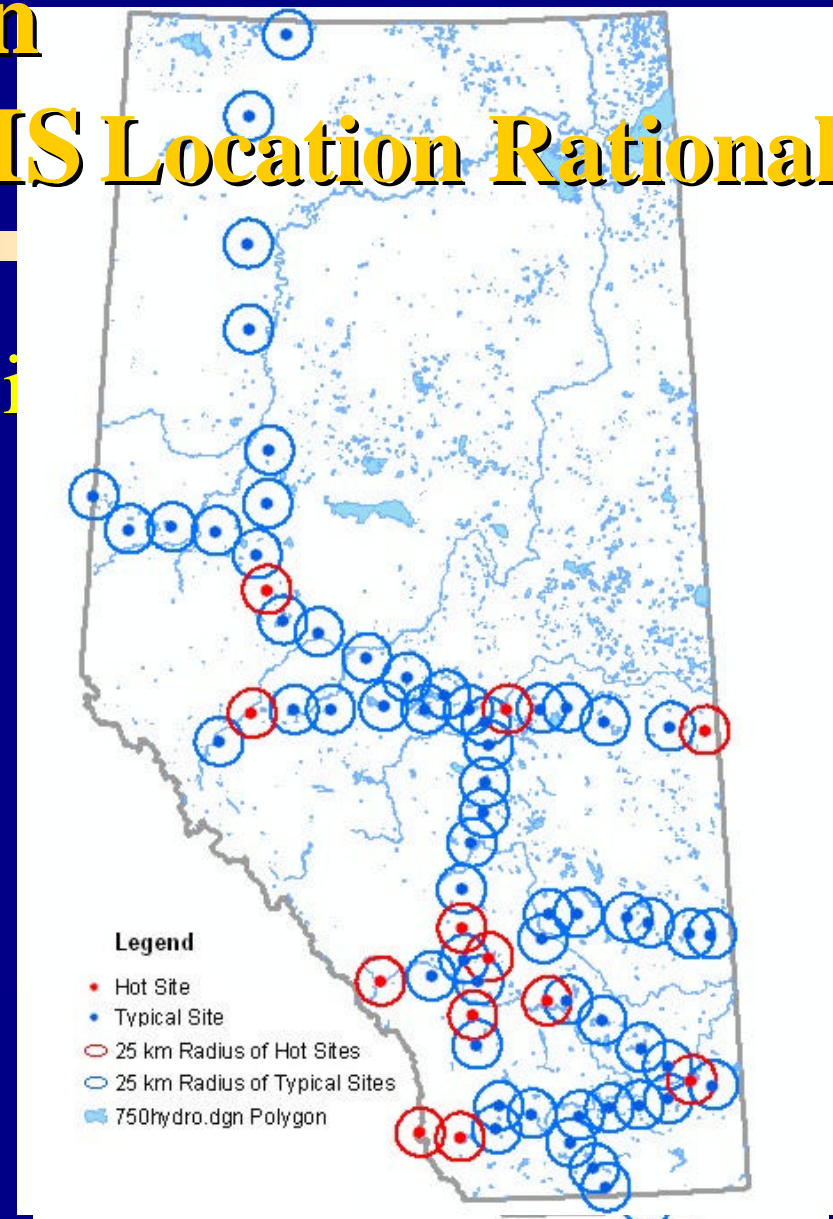 n
IS Location Rational
i
Legend
Hot Site
Typical Site
25 km Radius of Hot Sites
25 km Radius of Typical Sites
750hydro.dgn Polygon